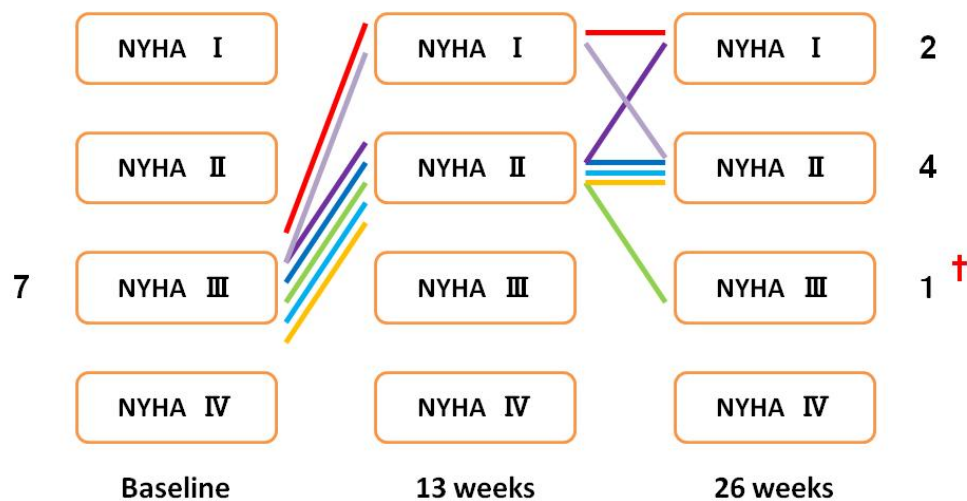 NYHA Ⅰ NYHA Ⅰ NYHA Ⅰ 2
NYHA Ⅱ NYHA Ⅱ NYHA Ⅱ 4
7 NYHA Ⅲ NYHA Ⅲ NYHA Ⅲ 1 †
NYHA Ⅳ NYHA Ⅳ NYHA Ⅳ
Baseline 13 weeks 26 weeks